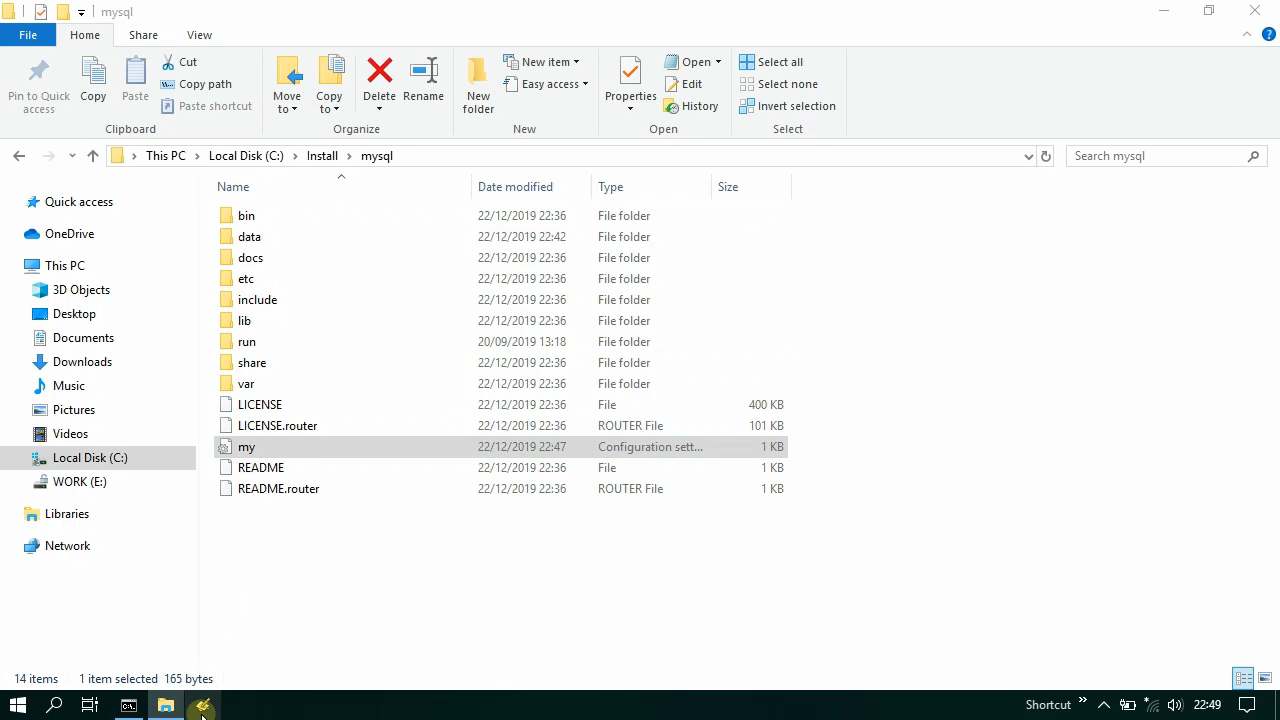 mysql
File Home Share View
Pin to Quick access
Copy
Paste
Cut
Copy path
Paste shortcut
Clipboard
Move to
Copy to
Delete
Rename
Organize
New folder
New item
Easy access
New
Properties
Open
Edit
History
Open
Select all
Select none
Invert selection
Select
This PC Local Disk (C:) Install mysql
Search mysql
Quick access
OneDrive
This PC
3D Objects
Desktop
Documents
Downloads
Music
Pictures
Videos
Local Disk (C:)
WORK (E:)
Libraries
Network
Name Date modified Type Size
bin 22/12/2019 22:36 File folder
data 22/12/2019 22:42 File folder
docs 22/12/2019 22:36 File folder
etc 22/12/2019 22:36 File folder
include 22/12/2019 22:36 File folder
lib 22/12/2019 22:36 File folder
run 20/09/2019 13:18 File folder
share 22/12/2019 22:36 File folder
var 22/12/2019 22:36 File folder
LICENSE 22/12/2019 22:36 File 400 KB
LICENSE.router 22/12/2019 22:36 ROUTER File 101 KB
my 22/12/2019 22:47 Configuration sett... 1 KB
README 22/12/2019 22:36 File 1 KB
README.router 22/12/2019 22:36 ROUTER File 1 KB
14 items 1 item selected 165 bytes
Shortcut 22:49